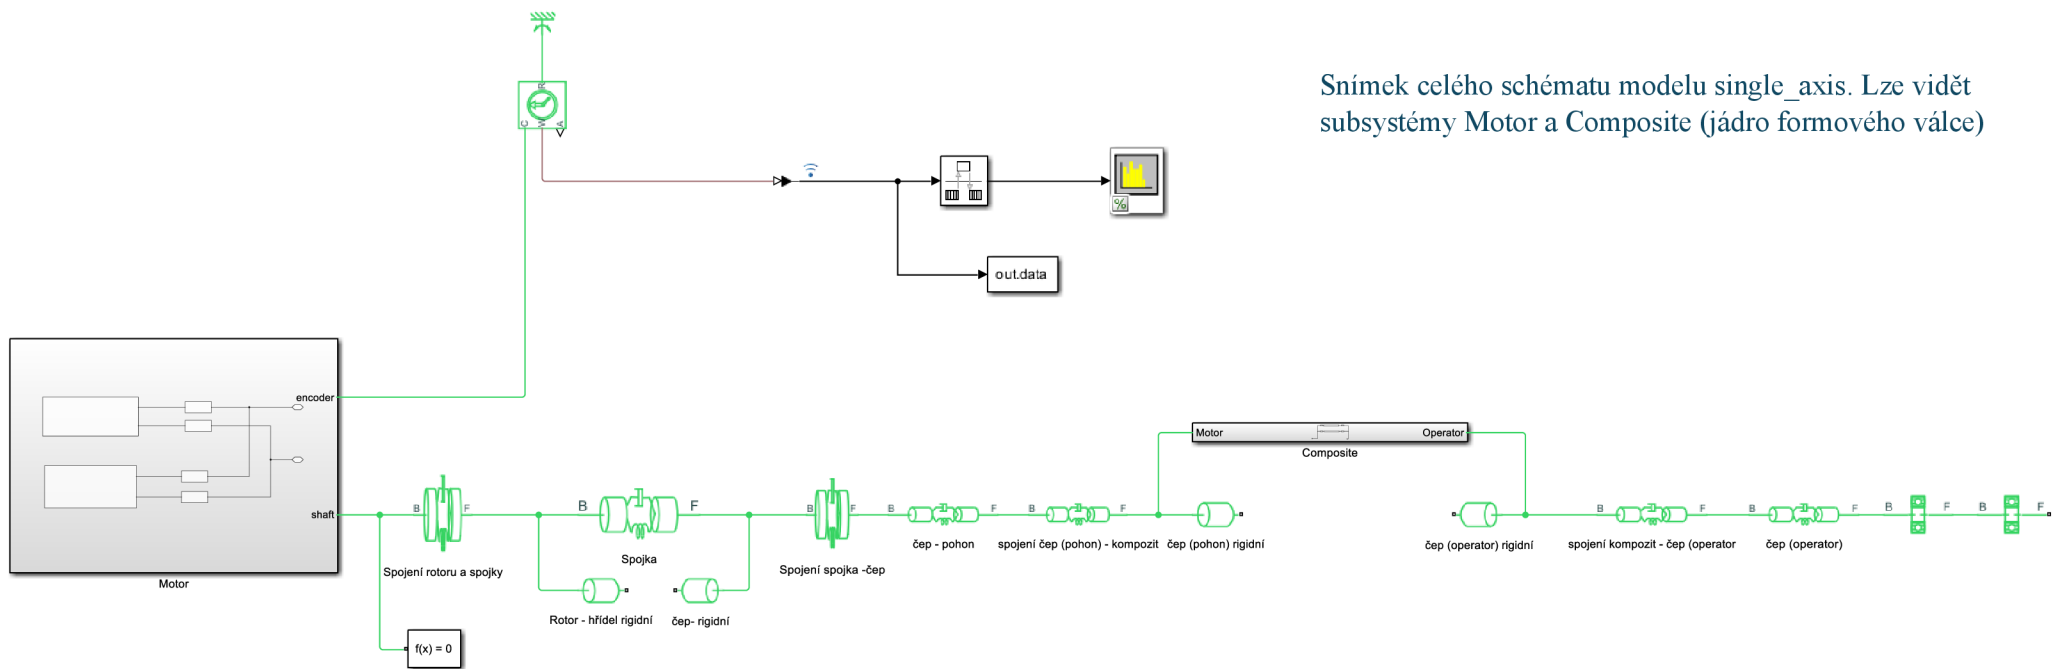 Snímek celého schématu modelu single_axis. Lze vidět
subsystémy Motor a Composite (jádro formového válce)
R
C
W
A
%
out.data
encoder
shaft
Motor
Motor
Operator
Composite
B
F
Spojení rotoru a spojky
B
F
Spojka
B
F
Spojení spojka -čep
B
F
čep - pohon
B
F
spojení čep (pohon) - kompozit
čep (pohon) rigidní
čep (operator) rigidní
B
F
spojení kompozit - čep (operator
B
F
čep (operator)
B
F
B
F
Rotor - hřídel rigidní
čep- rigidní
f(x) = 0